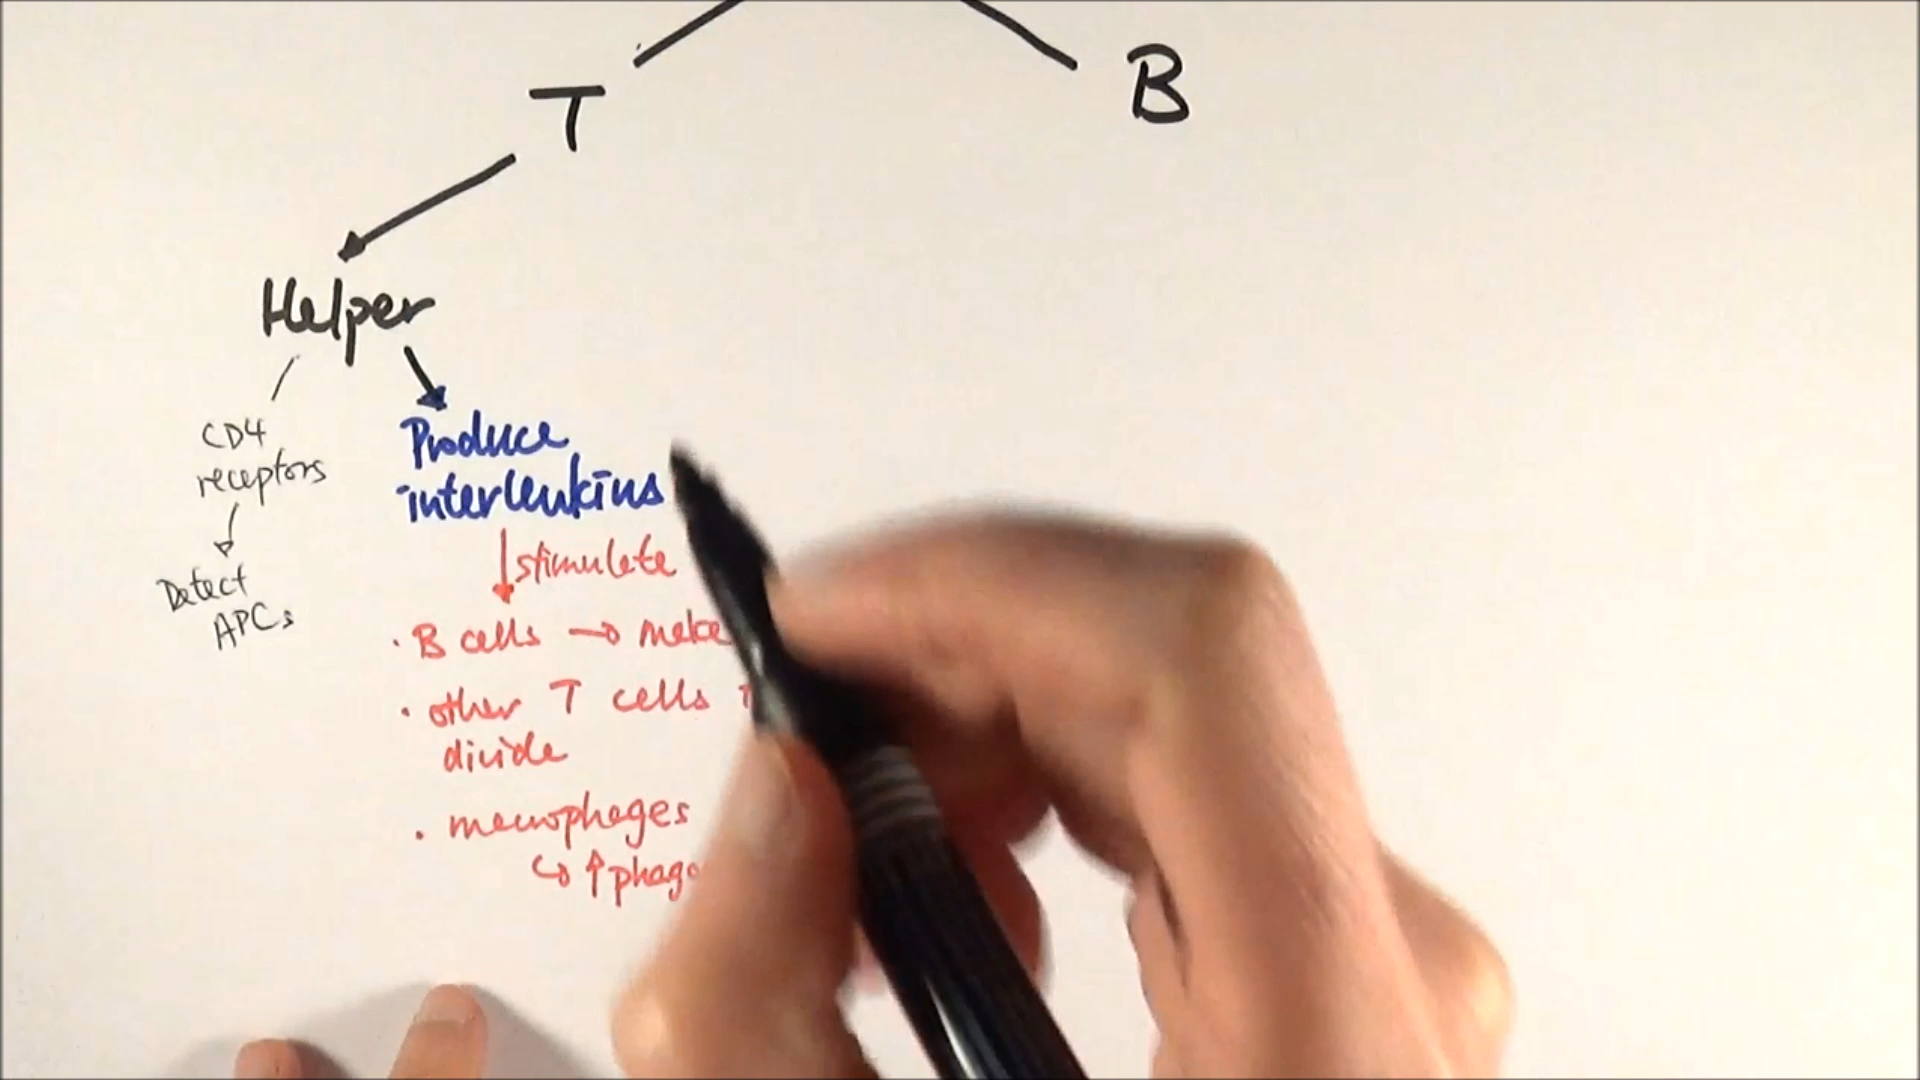 T
B
Helper
CD4
receptors
Detect
APCs
Produce
interleukins
stimulate
· B cells → make
· other T cells
divide
· macrophages
↪ ↑ phago